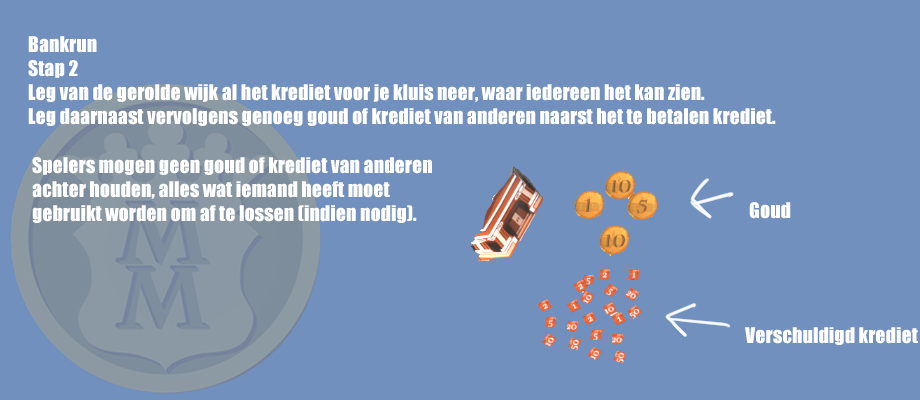 Bankrun
Stap 2
Leg van de gerolde wijk al het krediet voor je kluis neer, waar iedereen het kan zien.
Leg daarnaast vervolgens genoeg goud of krediet van anderen naarst het te betalen krediet.
Spelers mogen geen goud of krediet van anderen
achter houden, alles wat iemand heeft moet
gebruikt worden om af te lossen (indien nodig).
M
M
10
1
5
10
Goud
Verschuldigd krediet